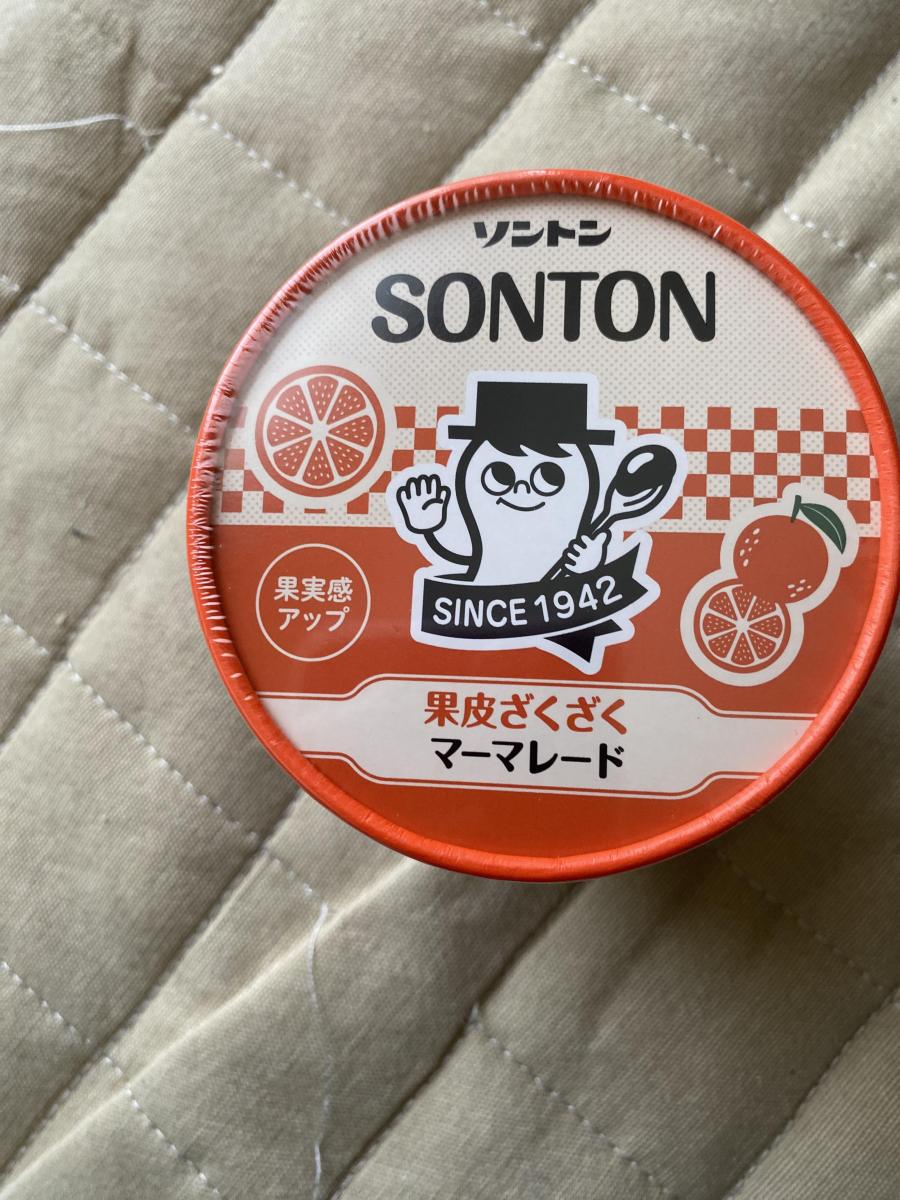 ソントン
SONTON
果実感
アップ
SINCE 1942
果皮ざくざく
マーマレード